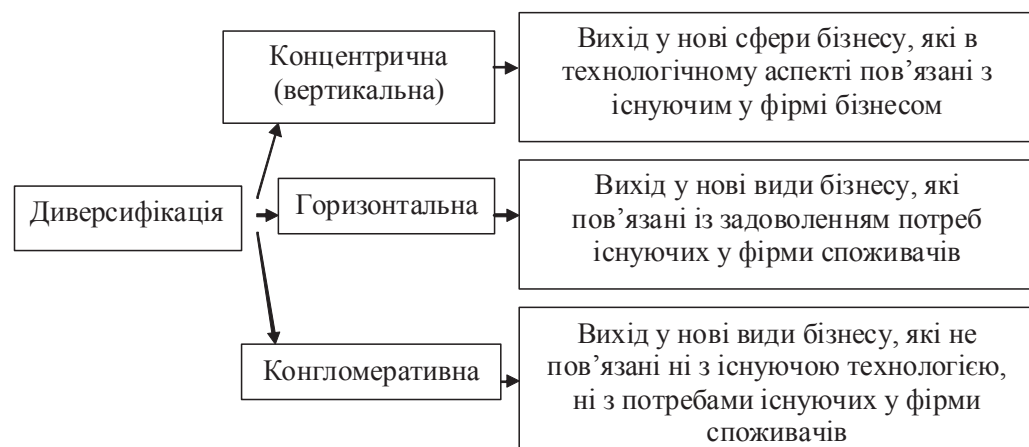 Диверсифікація
Концентрична
(вертикальна)
Вихід у нові сфери бізнесу, які в
технологічному аспекті пов’язані з
існуючим у фірмі бізнесом
Горизонтальна
Вихід у нові види бізнесу, які
пов’язані із задоволенням потреб
існуючих у фірми споживачів
Конгломеративна
Вихід у нові види бізнесу, які не
пов’язані ні з існуючою технологією,
ні з потребами існуючих у фірми
споживачів